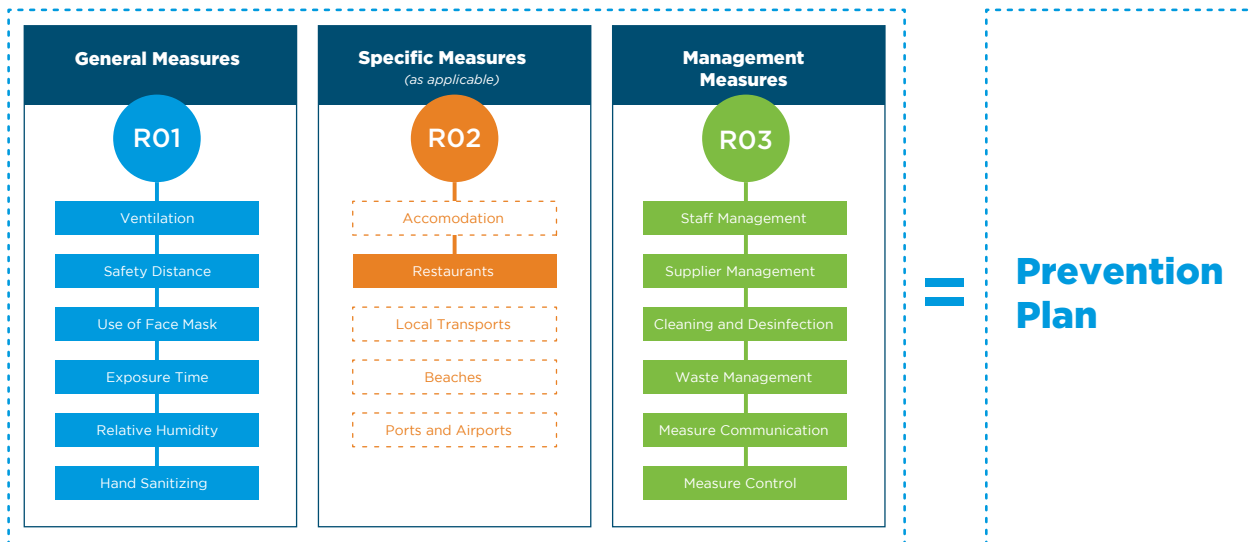 General Measures
R01
Ventilation
Safety Distance
Use of Face Mask
Exposure Time
Relative Humidity
Hand Sanitizing
Specific Measures
(as applicable)
R02
Accomodation
Restaurants
Local Transports
Beaches
Ports and Airports
Management
Measures
R03
Staff Management
Supplier Management
Cleaning and Desinfection
Waste Management
Measure Communication
Measure Control
=
Prevention
Plan